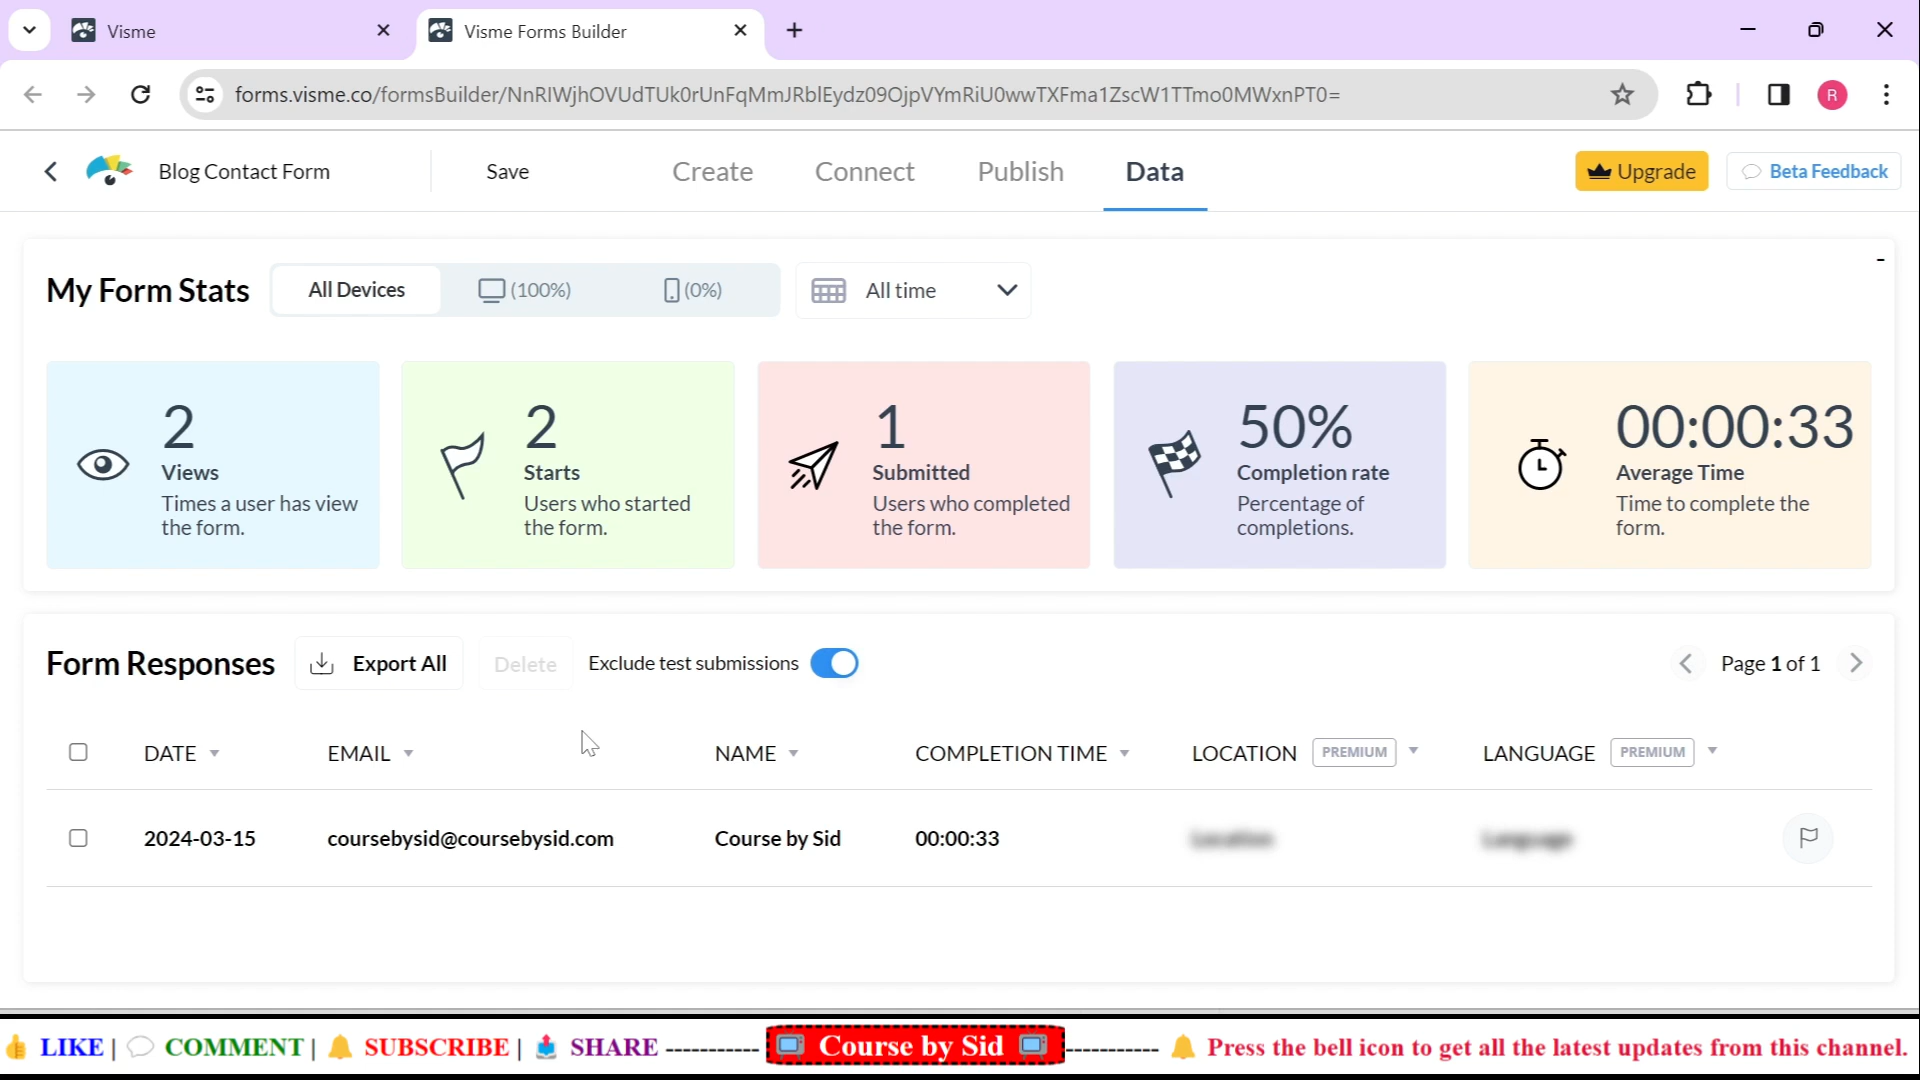 Visme
Visme Forms Builder
forms.visme.co/formsBuilder/NnRIWjhOVUdTUk0rUnFqMmJRblEydz09OjpVYmRiU0wwTXFma1ZscW1TTmo0MWxnPT0=
R
Blog Contact Form
Save
Create
Connect
Publish
Data
Upgrade
Beta Feedback
My Form Stats
All Devices
(100%)
(0%)
All time
2
Views
Times a user has view
the form.
2
Starts
Users who started
the form.
1
Submitted
Users who completed
the form.
50%
Completion rate
Percentage of
completions.
00:00:33
Average Time
Time to complete the
form.
Form Responses
Export All
Delete
Exclude test submissions
Page 1 of 1
DATE
EMAIL
NAME
COMPLETION TIME
LOCATION PREMIUM
LANGUAGE PREMIUM
2024-03-15
coursebysid@coursebysid.com
Course by Sid
00:00:33
Location
Language
LIKE | COMMENT | SUBSCRIBE | SHARE ----------- Course by Sid ----------- Press the bell icon to get all the latest updates from this channel.